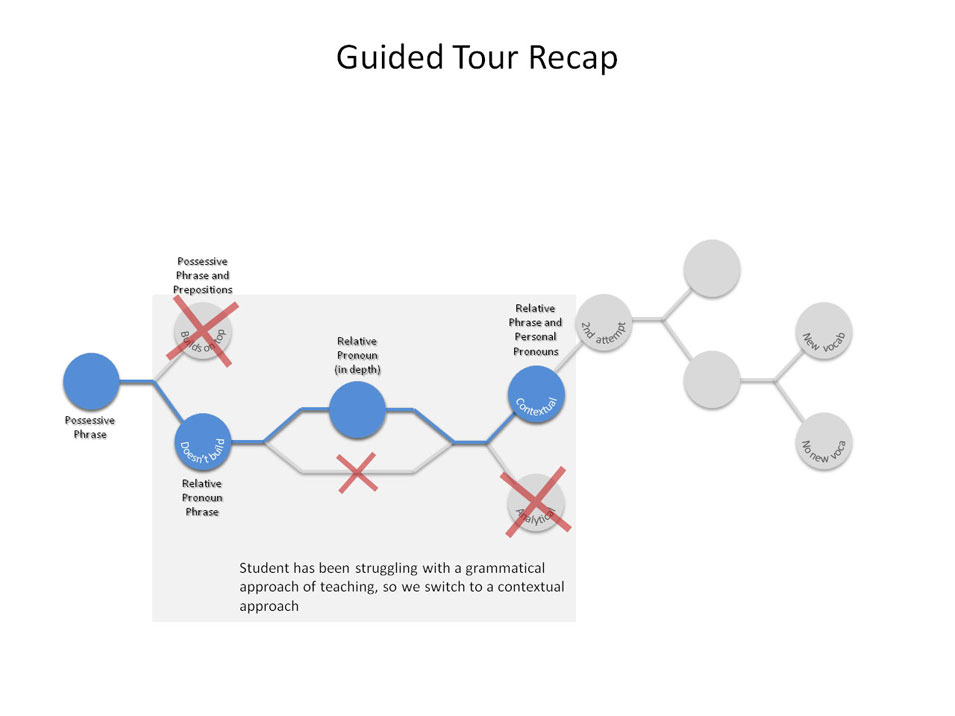 Guided Tour Recap
Possessive
Phrase and
Prepositions
Builds on top
Possessive
Phrase
Doesn't build
Relative
Pronoun
Phrase
Relative
Pronoun
(in depth)
Relative
Phrase and
Personal
Pronouns
Contextual
Analytical
2nd attempt
New vocab
No new voca
Student has been struggling with a grammatical
approach of teaching, so we switch to a contextual
approach